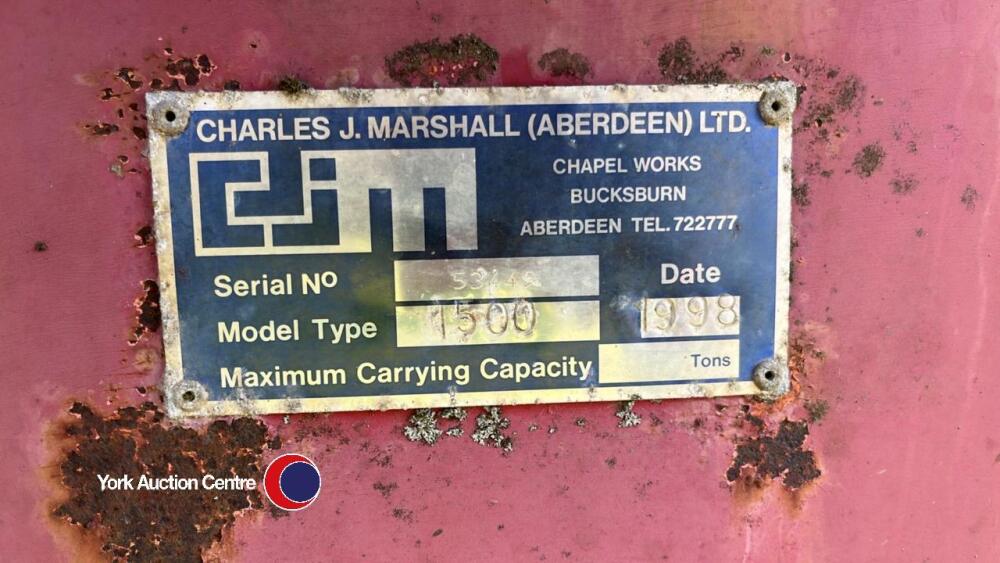 CHARLES J. MARSHALL (ABERDEEN) LTD.
cjm
CHAPEL WORKS
BUCKSBURN
ABERDEEN TEL. 722777
Serial No
Date
Model Type 1500
1998
Maximum Carrying Capacity Tons
York Auction Centre